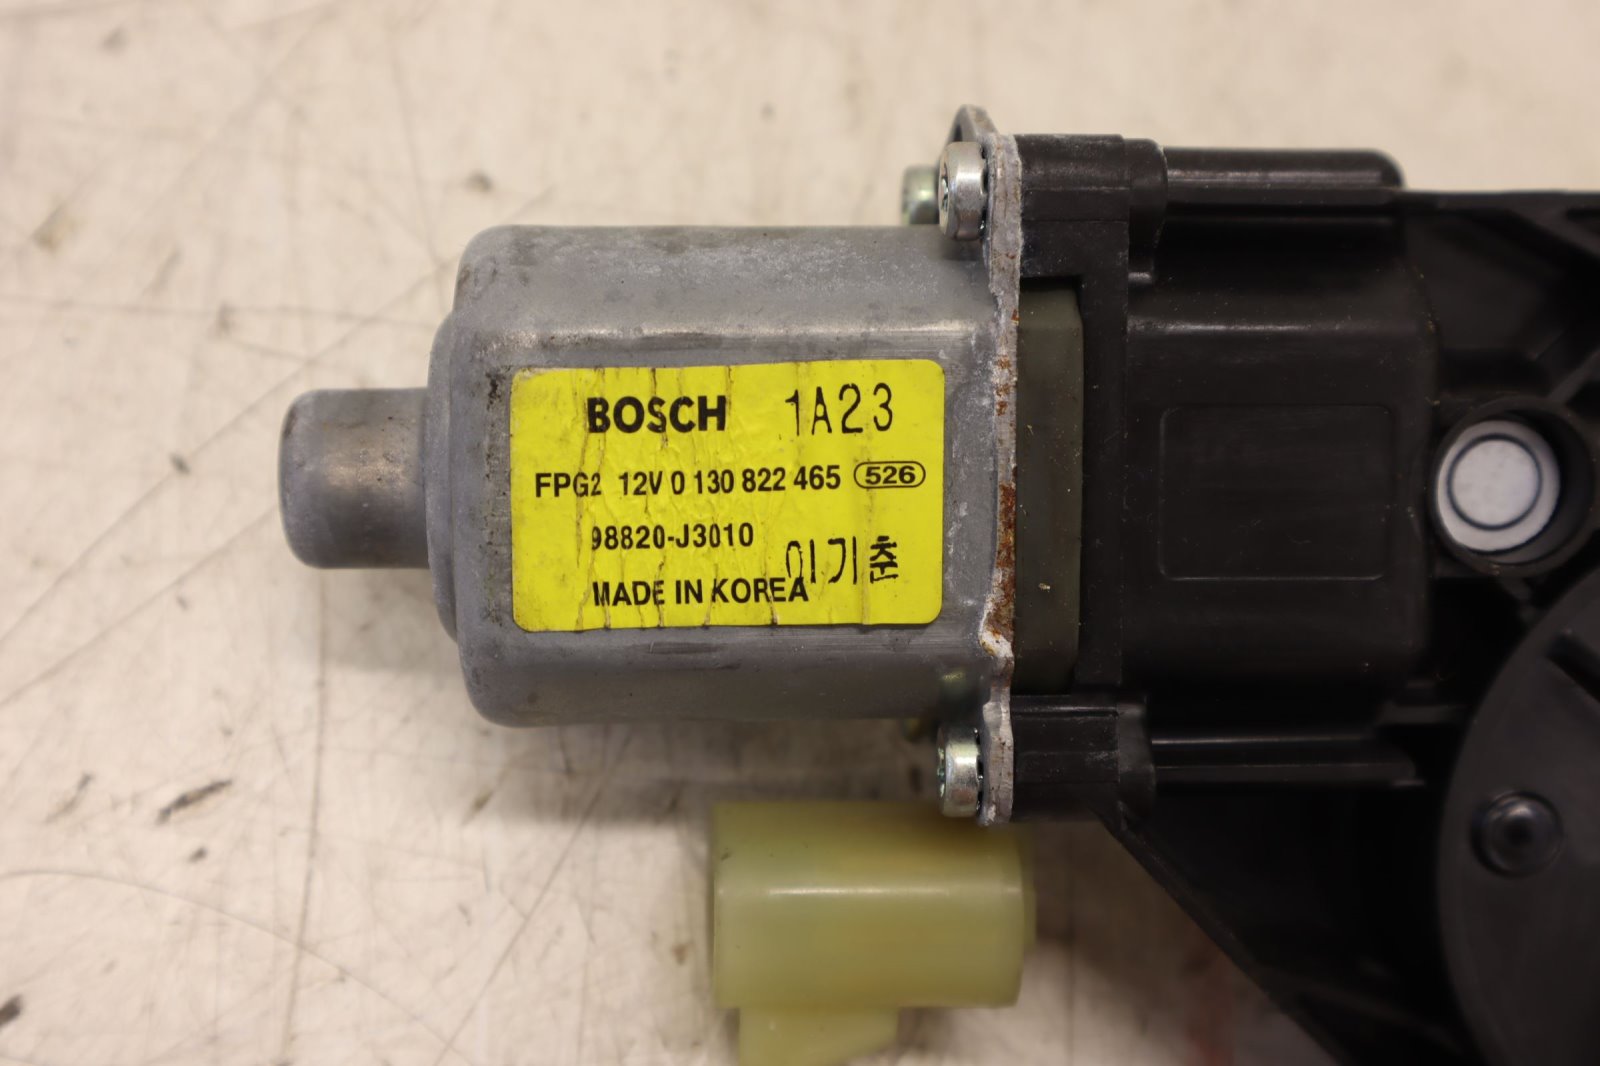 BOSCH 1A23
FPG2 12V 0 130 822 465 526
98820-J3010
이기춘
MADE IN KOREA